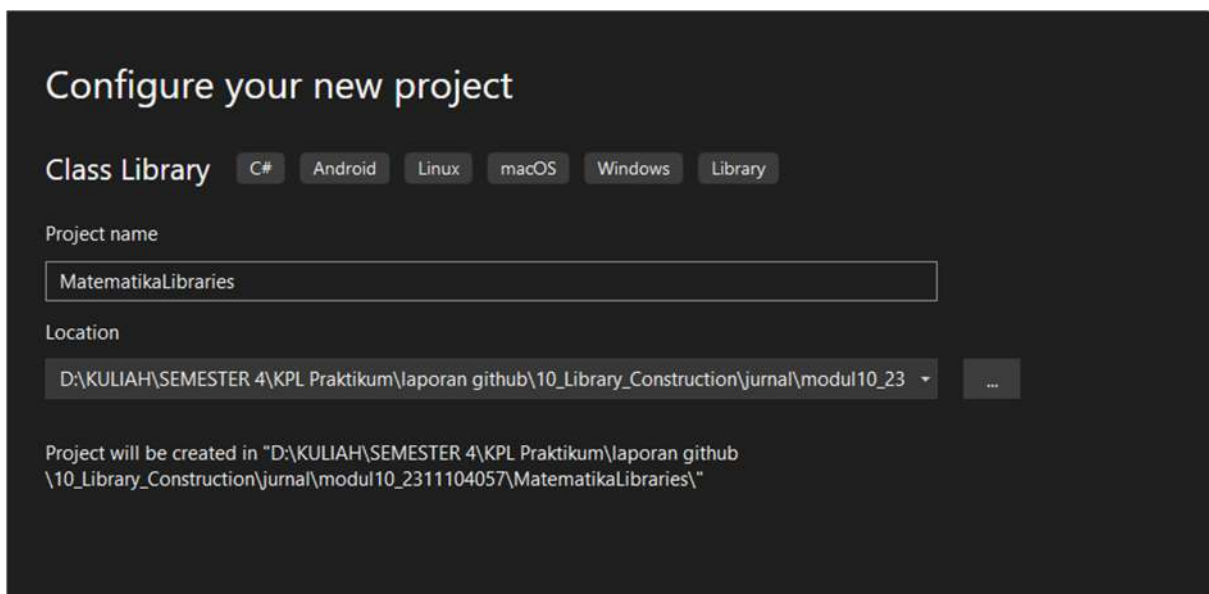 Configure your new project
Class Library C# Android Linux macOS Windows Library
Project name
MatematikaLibraries
Location
D:\KULIAH\SEMESTER 4\KPL Praktikum\laporan github\10_Library_Construction\jurnal\modul10_23 ...
Project will be created in "D:\KULIAH\SEMESTER 4\KPL Praktikum\laporan github
\10_Library_Construction\jurnal\modul10_2311104057\MatematikaLibraries\"